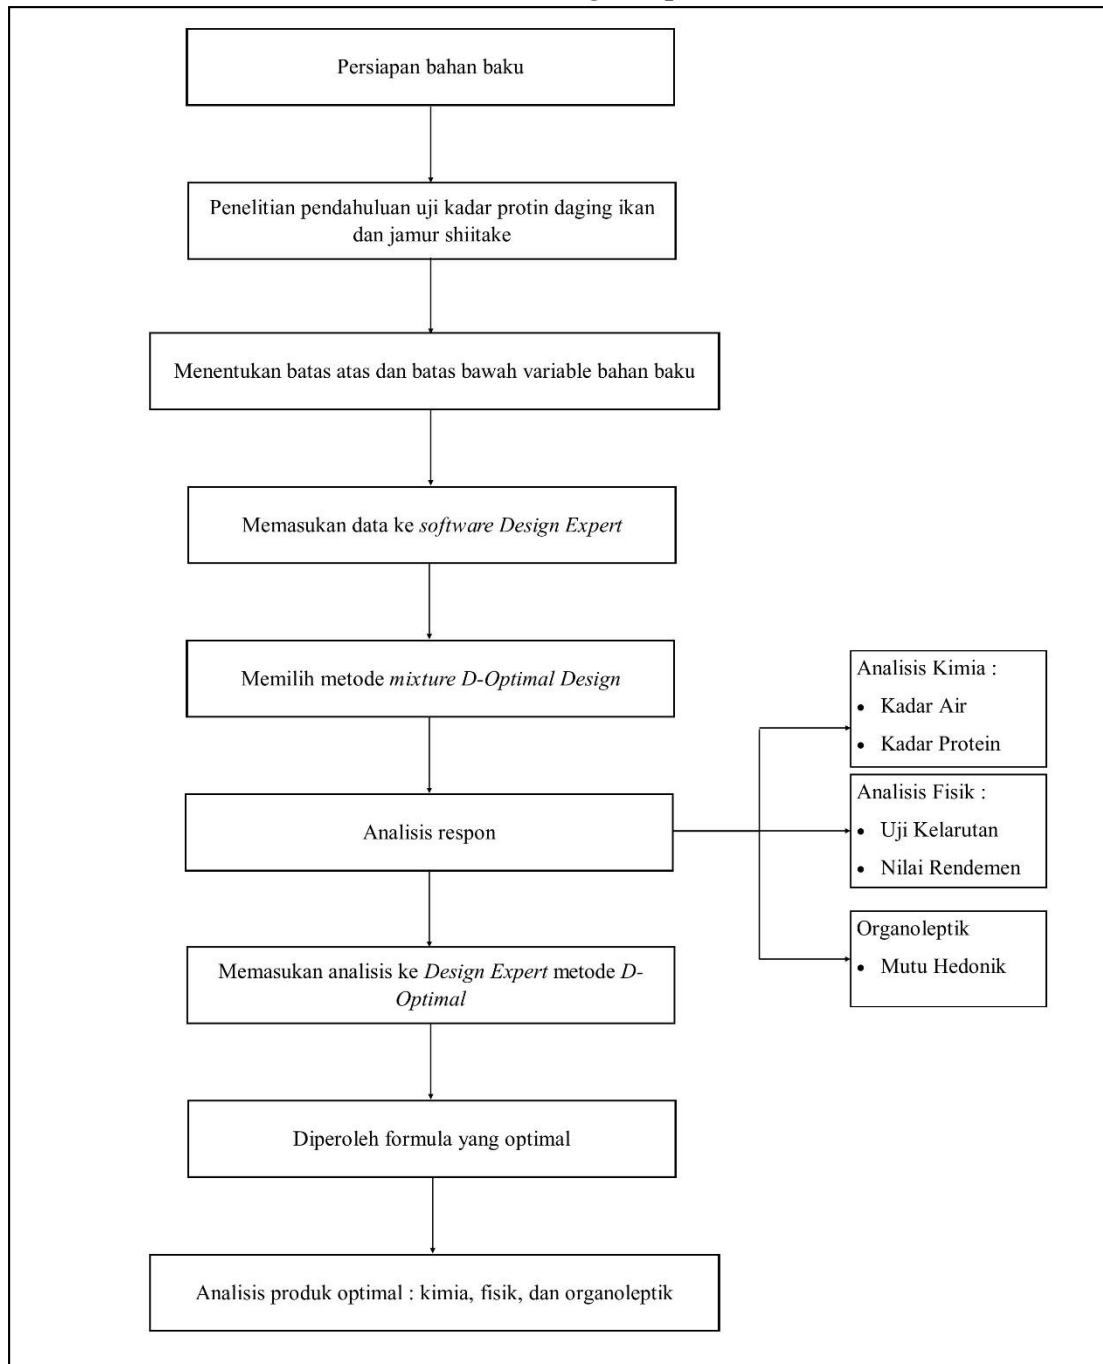 Persiapan bahan baku
Penelitian pendahuluan uji kadar protin daging ikan
dan jamur shiitake
Menentukan batas atas dan batas bawah variable bahan baku
Memasukan data ke software Design Expert
Memilih metode mixture D-Optimal Design
Analisis respon
Analisis Kimia :
• Kadar Air
• Kadar Protein
Analisis Fisik :
• Uji Kelarutan
• Nilai Rendemen
Organoleptik
• Mutu Hedonik
Memasukan analisis ke Design Expert metode D-
Optimal
Diperoleh formula yang optimal
Analisis produk optimal : kimia, fisik, dan organoleptik